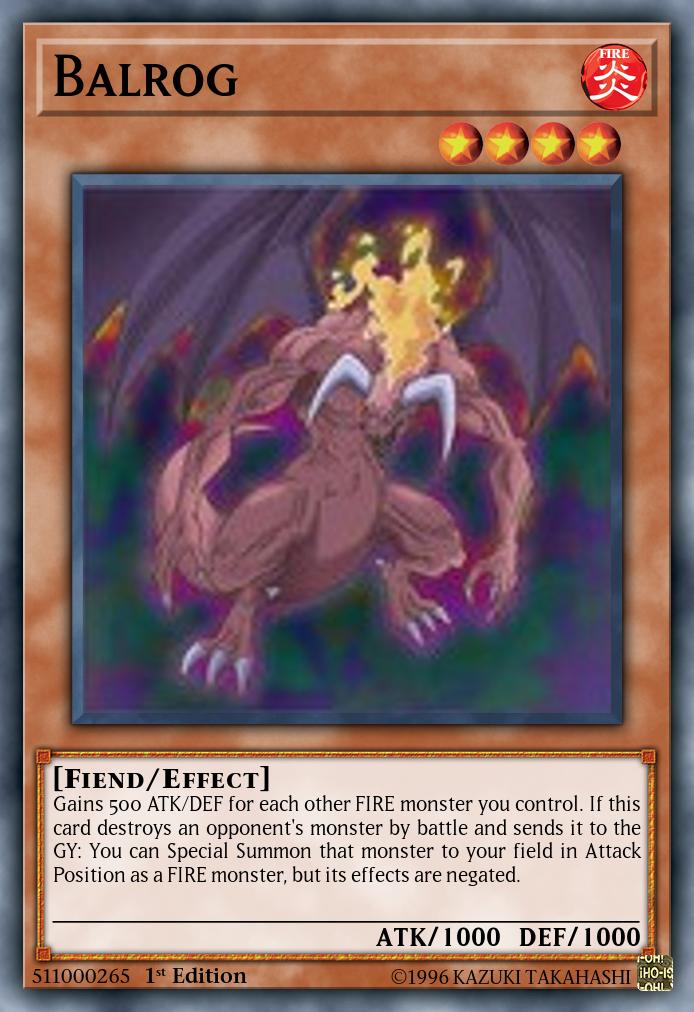 BALROG
FIRE
炎
[FIEND/EFFECT]
Gains 500 ATK/DEF for each other FIRE monster you control. If this
card destroys an opponent's monster by battle and sends it to the
GY: You can Special Summon that monster to your field in Attack
Position as a FIRE monster, but its effects are negated.
ATK/1000 DEF/1000
511000265 1st Edition ©1996 KAZUKI TAKAHASHI